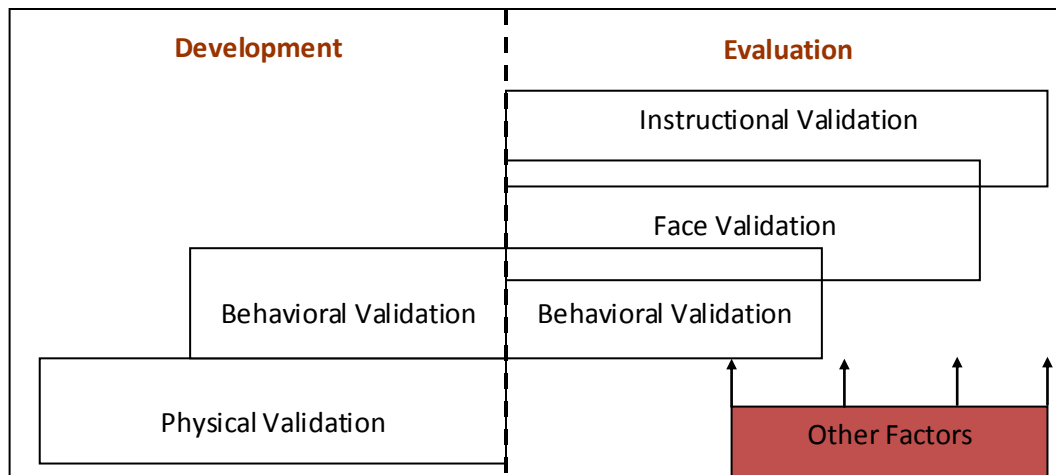 Development
Evaluation
Instructional Validation
Face Validation
Behavioral Validation
Behavioral Validation
Physical Validation
Other Factors